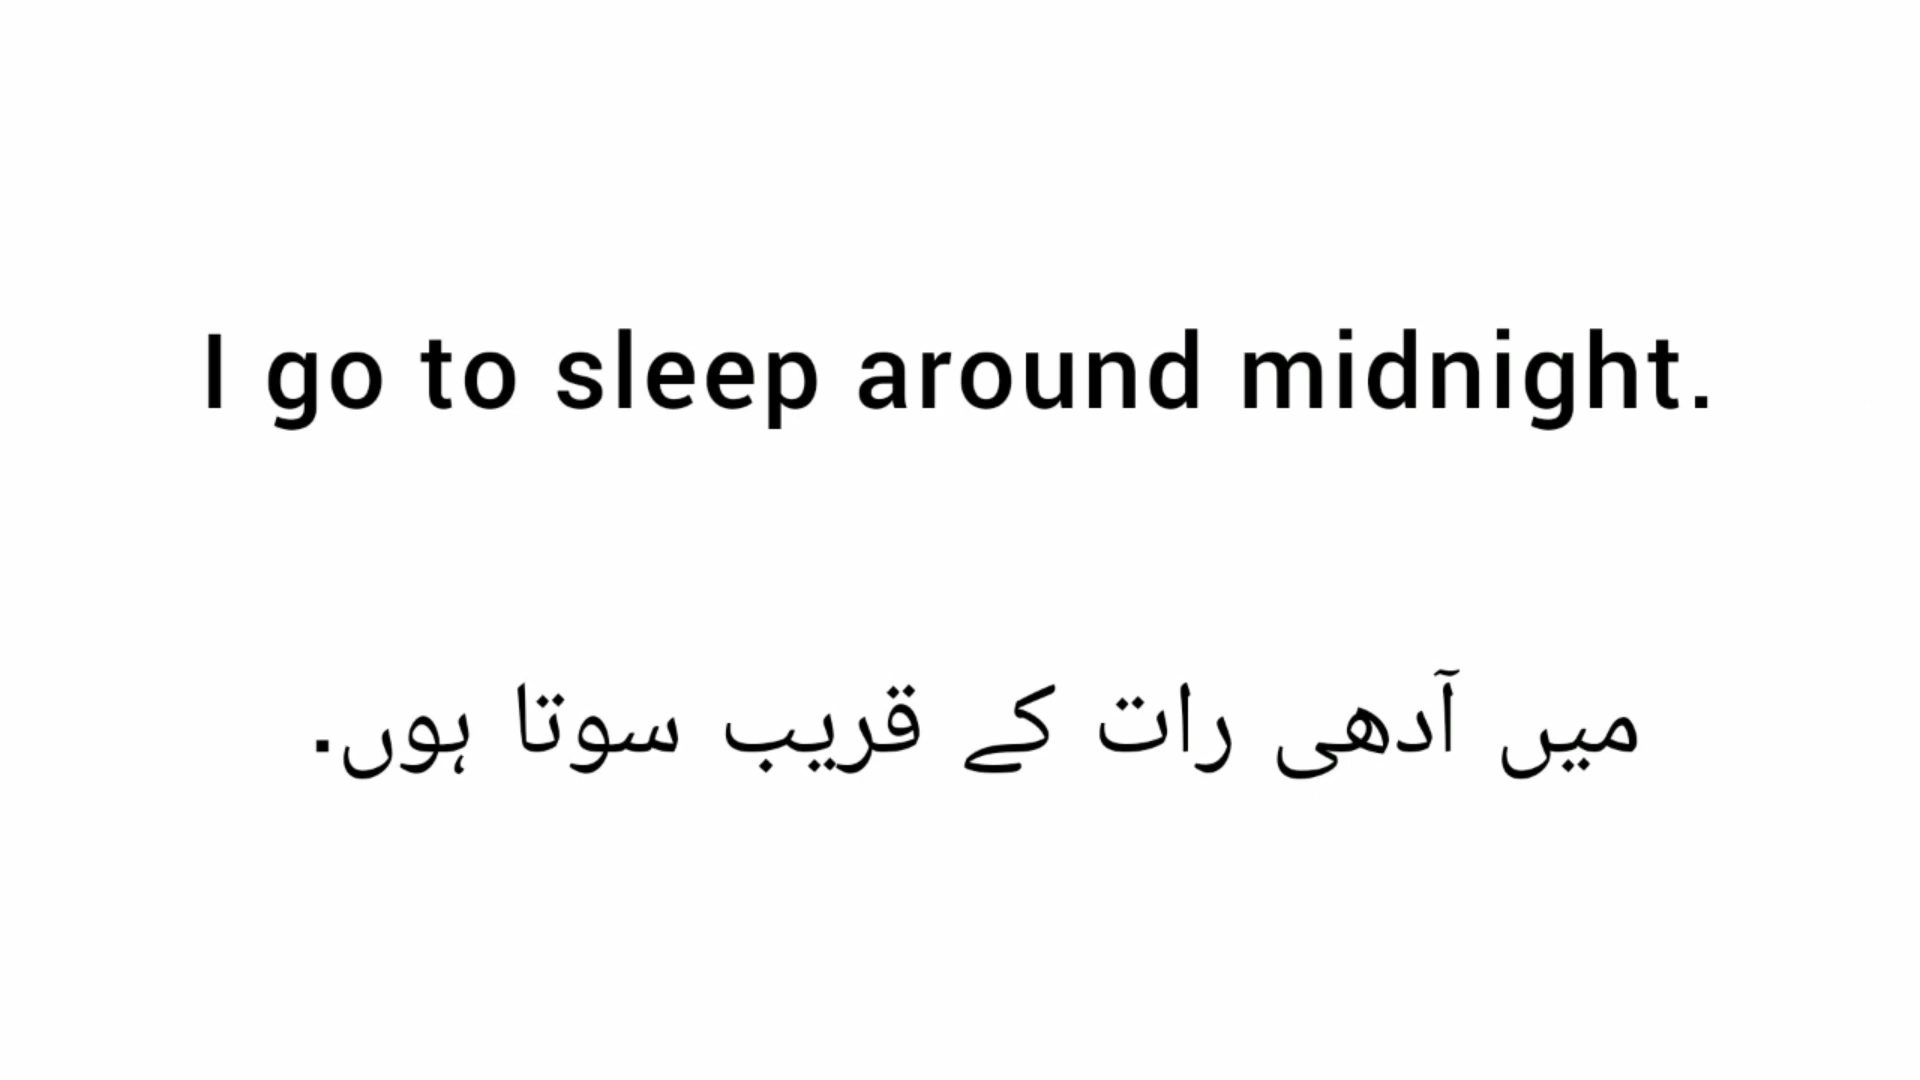 I go to sleep around midnight.
میں آدھی رات کے قریب سوتا ہوں.